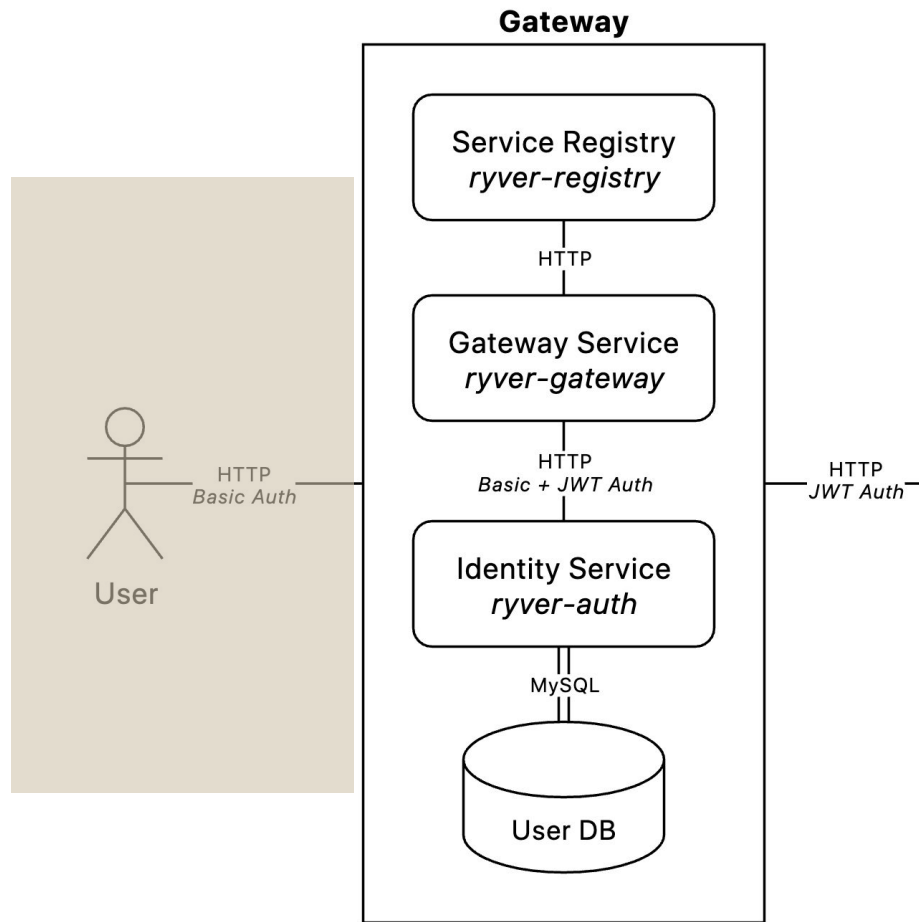 Gateway
Service Registry
ryver-registry
HTTP
Gateway Service
ryver-gateway
HTTP
Basic + JWT Auth
Identity Service
ryver-auth
MySQL
User DB
HTTP
Basic Auth
User
HTTP
JWT Auth